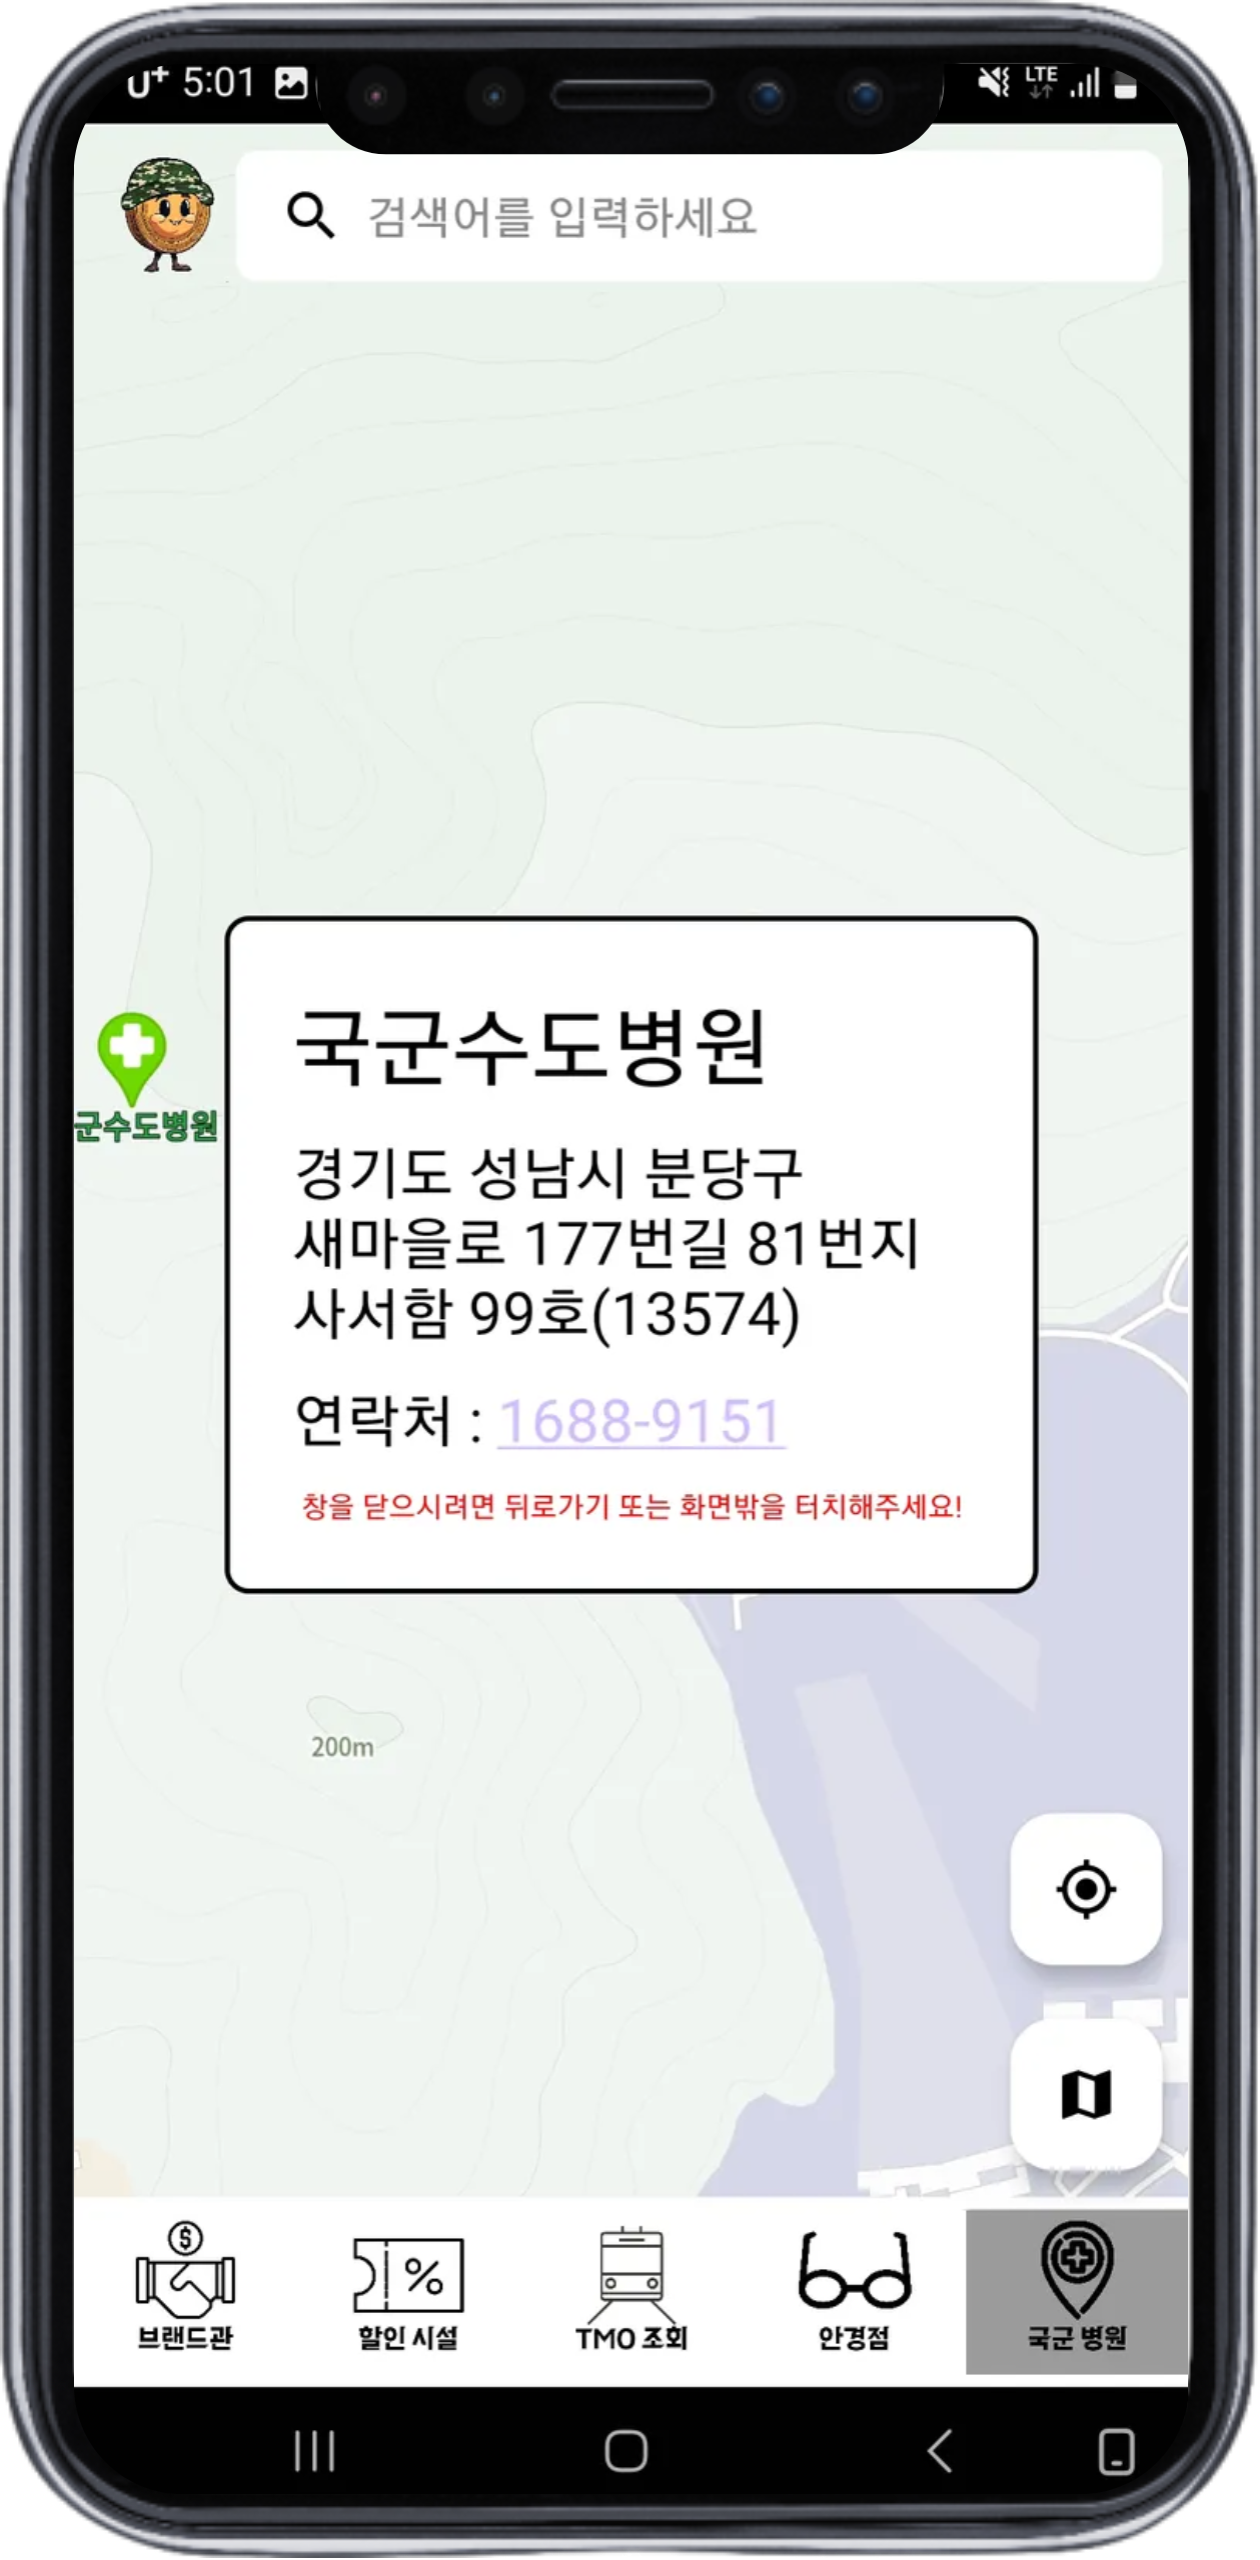 U+ 5:01 LTE
검색어를 입력하세요
군수도병원
국군수도병원
경기도 성남시 분당구
새마을로 177번길 81번지
사서함 99호(13574)
연락처 : 1688-9151
창을 닫으시려면 뒤로가기 또는 화면밖을 터치해주세요!
200m
브랜드관 할인 시설 TMO 조회 안경점 국군 병원